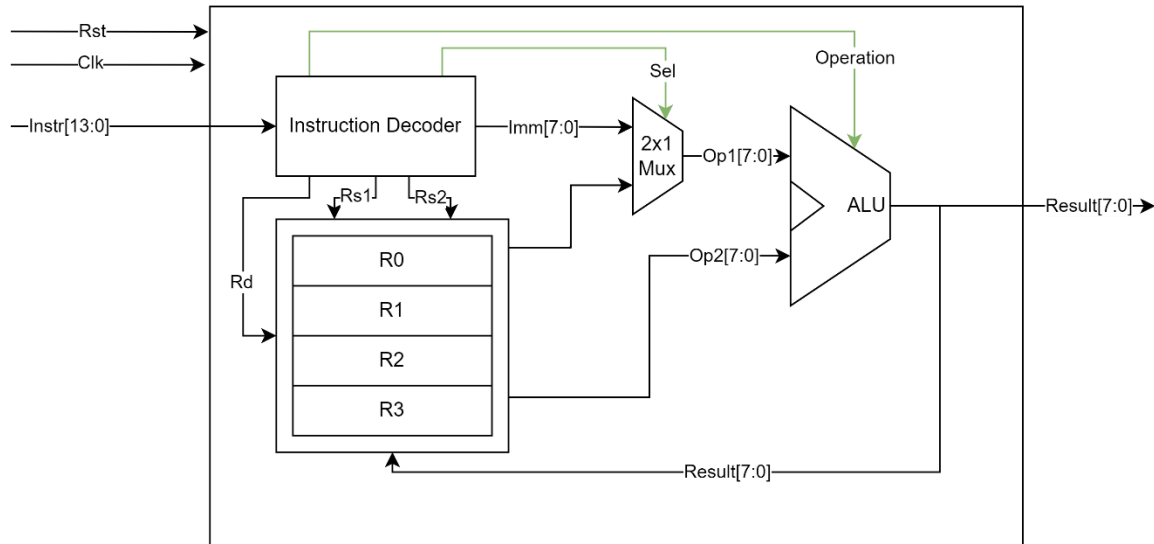 Rst
Clk
Instr[13:0]
Instruction Decoder
Imm[7:0]
Sel
Operation
2x1
Mux
Op1[7:0]
ALU
Result[7:0]
Rs1
Rs2
Rd
R0
R1
R2
R3
Op2[7:0]
Result[7:0]